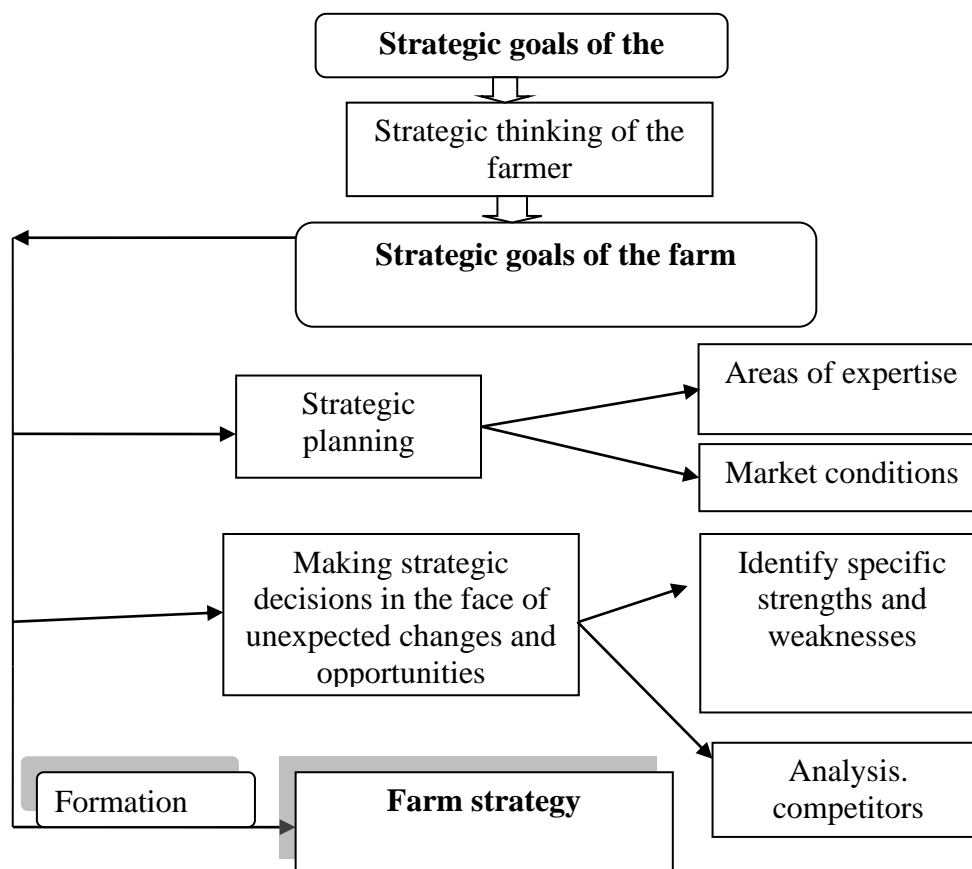 Strategic goals of the
Strategic thinking of the
farmer
Strategic goals of the farm
Strategic
planning
Areas of expertise
Market conditions
Making strategic
decisions in the face of
unexpected changes and
opportunities
Identify specific
strengths and
weaknesses
Analysis.
competitors
Formation
Farm strategy